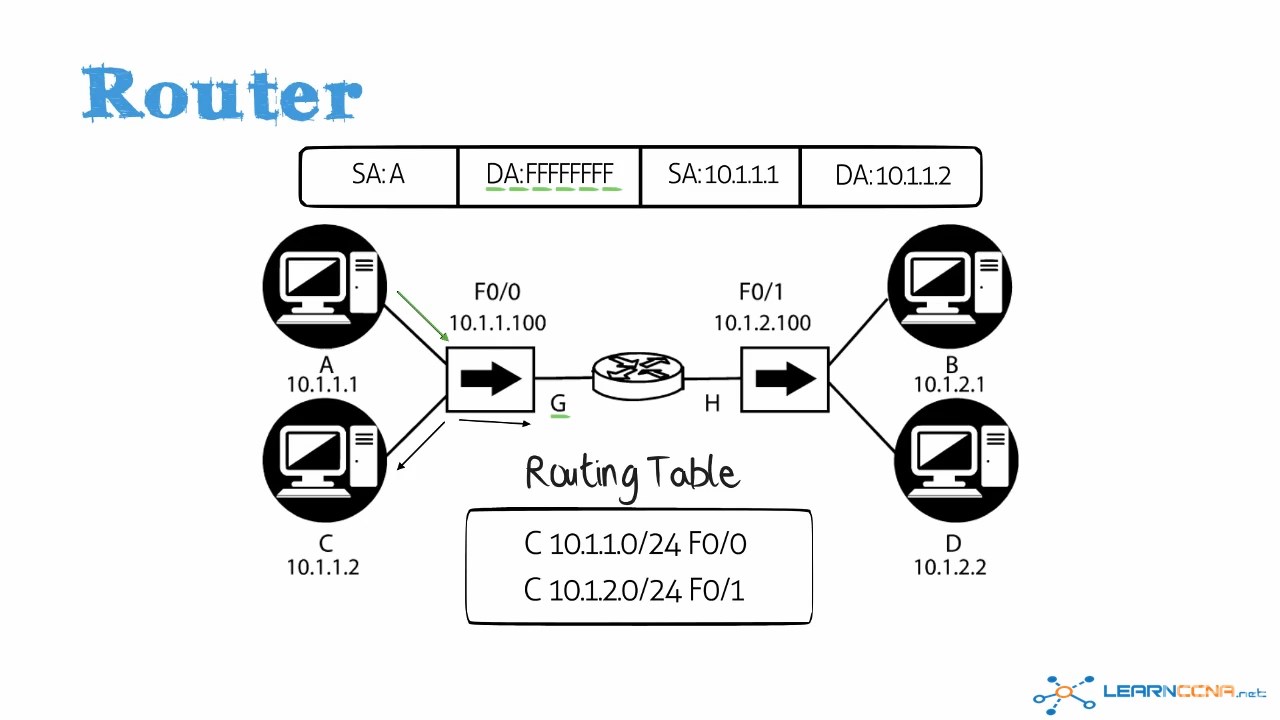 Router
SA: A
DA:FFFFFFFF
SA:10.1.1.1
DA:10.1.1.2
F0/0
10.1.1.100
F0/1
10.1.2.100
A
10.1.1.1
B
10.1.2.1
G
H
Routing Table
C 10.1.1.0/24 F0/0
C 10.1.2.0/24 F0/1
C
10.1.1.2
D
10.1.2.2
LEARNCCNA.net